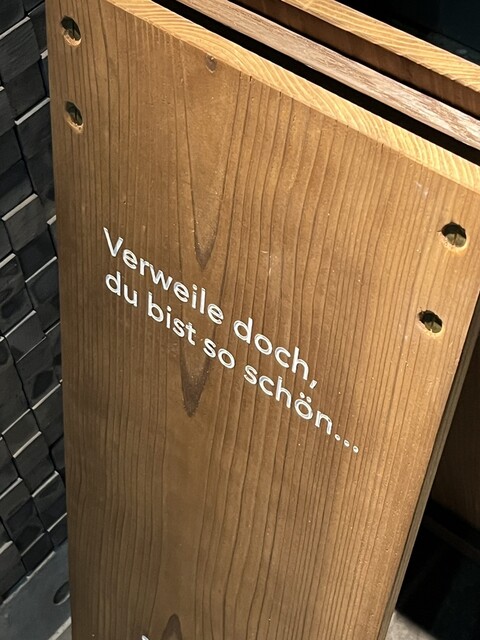 Verweile doch,
du bist so schön...